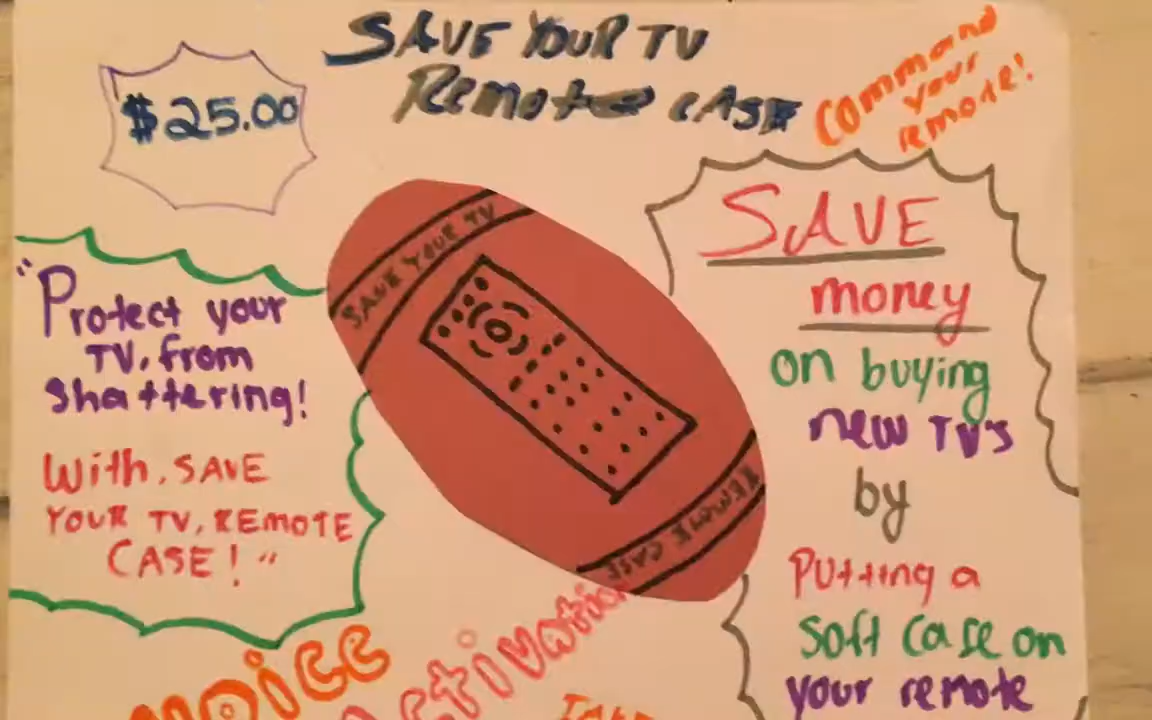 SAVE YOUR TV
Remote CASE
$25.00
Command
your
remote!
"Protect your
TV, from
Shattering!
With, SAVE
YOUR TV, REMOTE
CASE!"
SAVE YOUR TV
REMOTE CASE
SAVE
money
on buying
new TV's
by
Putting a
Soft Case on
your remote
VOICE
Activation